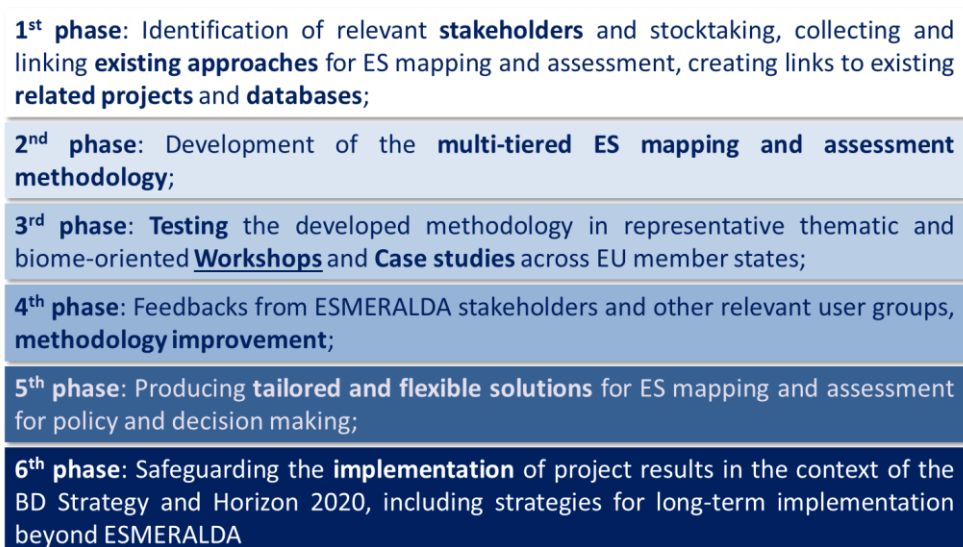 1st phase: Identification of relevant stakeholders and stocktaking, collecting and
linking existing approaches for ES mapping and assessment, creating links to existing
related projects and databases;
2nd phase: Development of the multi-tiered ES mapping and assessment
methodology;
3rd phase: Testing the developed methodology in representative thematic and
biome-oriented Workshops and Case studies across EU member states;
4th phase: Feedbacks from ESMERALDA stakeholders and other relevant user groups,
methodology improvement;
5th phase: Producing tailored and flexible solutions for ES mapping and assessment
for policy and decision making;
6th phase: Safeguarding the implementation of project results in the context of the
BD Strategy and Horizon 2020, including strategies for long-term implementation
beyond ESMERALDA